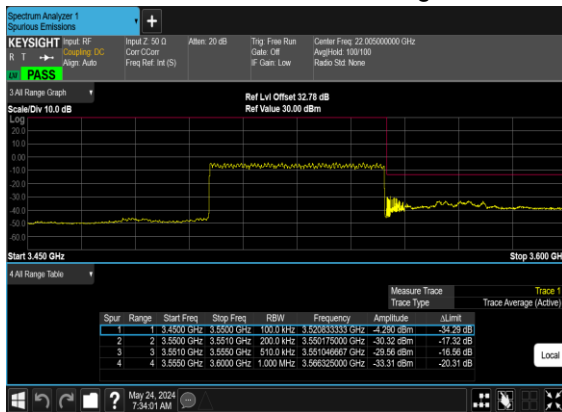 Spectrum Analyzer 1
Spurious Emissions
KEYSIGHT Input: RF Input Z: 50 Ω Atten: 20 dB Trig: Free Run Center Freq: 22.005000000 GHz
R T Coupling: DC Corr CCorr Gate: Off Avg|Hold: 100/100
Align: Auto Freq Ref: Int (S) IF Gain: Low Radio Std: None
PASS
3 All Range Graph
Ref Lvl Offset 32.78 dB
Scale/Div 10.0 dB Ref Value 30.00 dBm
Log
20.0
10.0
0.00
-10.0
-20.0
-30.0
-40.0
-50.0
-60.0
Start 3.450 GHz Stop 3.600 GH
4 All Range Table
Measure Trace Trace 1
Trace Type Trace Average (Active)
Spur Range Start Freq Stop Freq RBW Frequency Amplitude ΔLimit
1 1 3.4500 GHz 3.5500 GHz 100.0 kHz 3.520833333 GHz -4.290 dBm -34.29 dB
2 2 3.5500 GHz 3.5510 GHz 200.0 kHz 3.550175000 GHz -30.32 dBm -17.32 dB
3 3 3.5510 GHz 3.5550 GHz 510.0 kHz 3.551046667 GHz -29.56 dBm -16.56 dB
4 4 3.5550 GHz 3.6000 GHz 1.000 MHz 3.566325000 GHz -33.31 dBm -20.31 dB
Local
May 24, 2024
7:34:01 AM